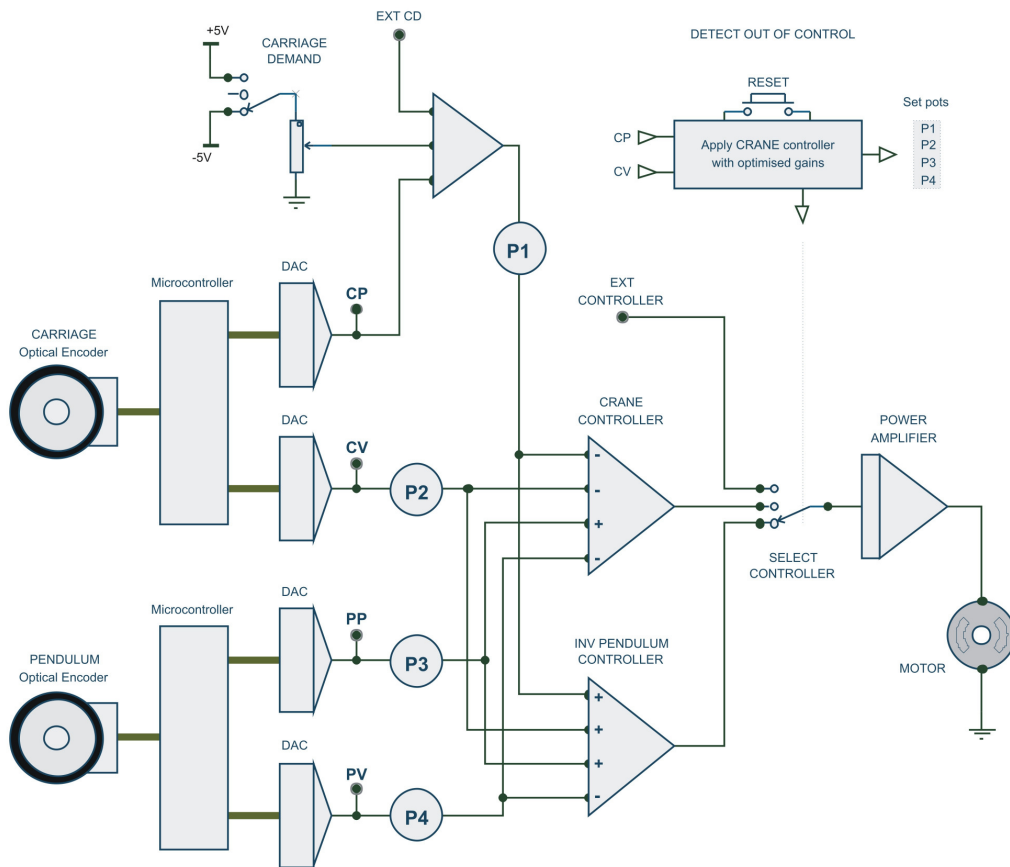 EXT CD
+5V
CARRIAGE
DEMAND
-5V
DETECT OUT OF CONTROL
RESET
Set pots
CP
CV
Apply CRANE controller
with optimised gains
P1
P2
P3
P4
P1
DAC
Microcontroller
CP
EXT
CONTROLLER
CARRIAGE
Optical Encoder
DAC
CV
P2
CRANE
CONTROLLER
-
-
+
-
POWER
AMPLIFIER
SELECT
CONTROLLER
DAC
Microcontroller
PP
P3
PENDULUM
Optical Encoder
INV PENDULUM
CONTROLLER
+
+
+
-
MOTOR
DAC
PV
P4